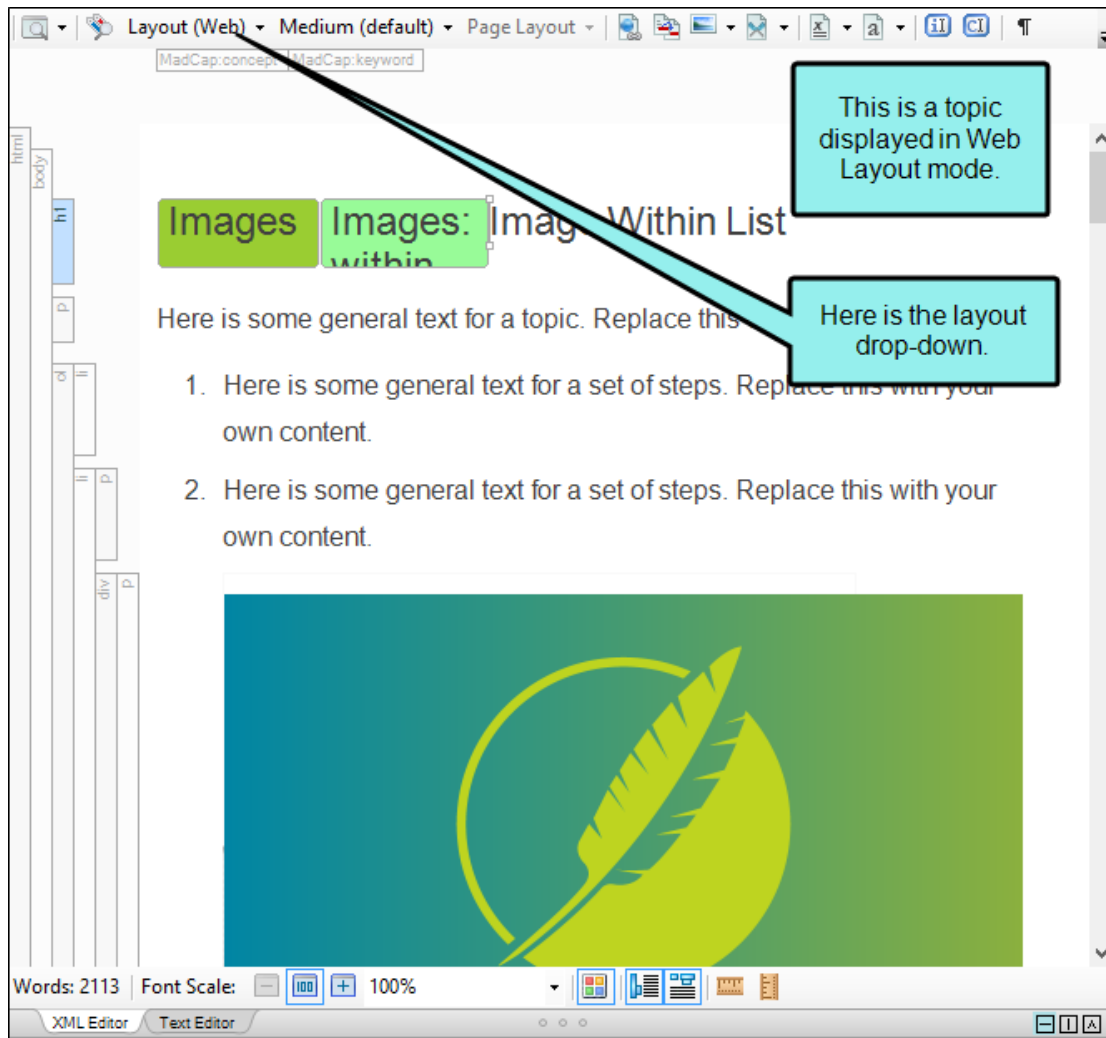 Layout (Web) Medium (default) Page Layout ¶
MadCap:concept MadCap:keyword
This is a topic
displayed in Web
Layout mode.
html
body
h1
Images Images: Image Within List
within
p
Here is some general text for a topic. Replace this
Here is the layout
drop-down.
ol li
1. Here is some general text for a set of steps. Replace this with your
own content.
li p
2. Here is some general text for a set of steps. Replace this with your
own content.
div p
Words: 2113 Font Scale: 100 100%
XML Editor Text Editor